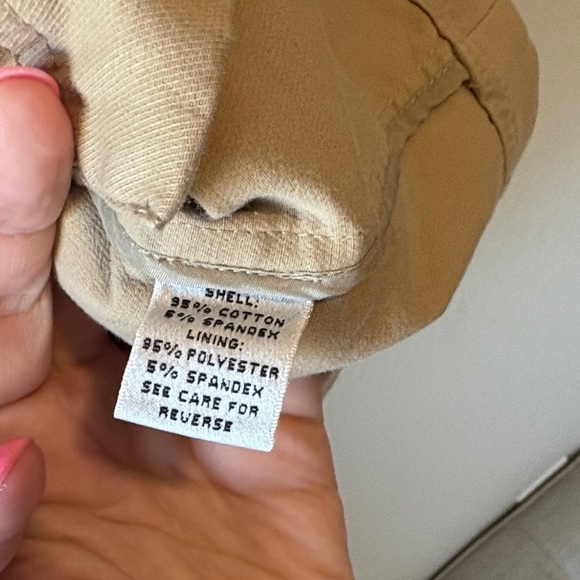 SHELL:
95% COTTON
5% SPANDEX
LINING:
95% POLYESTER
5% SPANDEX
SEE CARE FOR
REVERSE